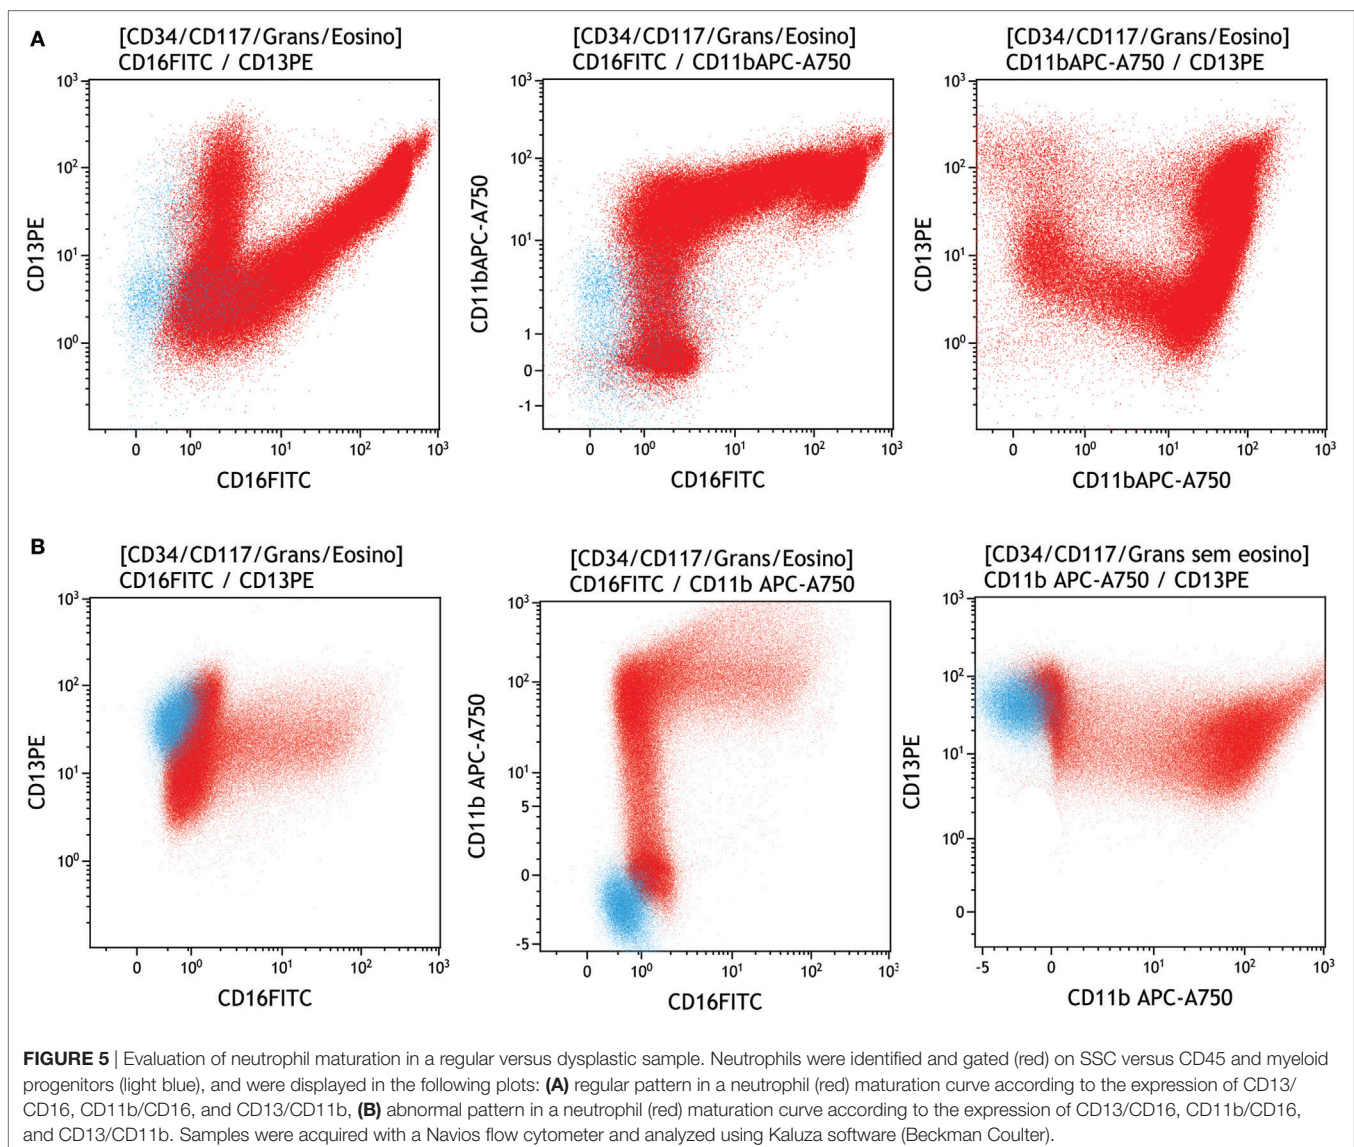 A
[CD34/CD117/Grans/Eosino]
CD16FITC / CD13PE
10³
10²
10¹
10⁰
CD13PE
0 10⁰ 10¹ 10² 10³
CD16FITC
[CD34/CD117/Grans/Eosino]
CD16FITC / CD11bAPC-A750
10³
10²
10¹
1
0
-1
CD11bAPC-A750
0 10⁰ 10¹ 10² 10³
CD16FITC
[CD34/CD117/Grans/Eosino]
CD11bAPC-A750 / CD13PE
10³
10²
10¹
10⁰
CD13PE
0 10⁰ 10¹ 10² 10³
CD11bAPC-A750
B
[CD34/CD117/Grans/Eosino]
CD16FITC / CD13PE
10³
10²
10¹
10⁰
CD13PE
0 10⁰ 10¹ 10² 10³
CD16FITC
[CD34/CD117/Grans/Eosino]
CD16FITC / CD11b APC-A750
10³
10²
10¹
5
0
-5
CD11b APC-A750
0 10⁰ 10¹ 10² 10³
CD16FITC
[CD34/CD117/Grans sem eosino]
CD11b APC-A750 / CD13PE
10³
10²
10¹
10⁰
0
CD13PE
-5 0 10¹ 10² 10³
CD11b APC-A750
FIGURE 5 | Evaluation of neutrophil maturation in a regular versus dysplastic sample. Neutrophils were identified and gated (red) on SSC versus CD45 and myeloid
progenitors (light blue), and were displayed in the following plots: (A) regular pattern in a neutrophil (red) maturation curve according to the expression of CD13/
CD16, CD11b/CD16, and CD13/CD11b, (B) abnormal pattern in a neutrophil (red) maturation curve according to the expression of CD13/CD16, CD11b/CD16,
and CD13/CD11b. Samples were acquired with a Navios flow cytometer and analyzed using Kaluza software (Beckman Coulter).